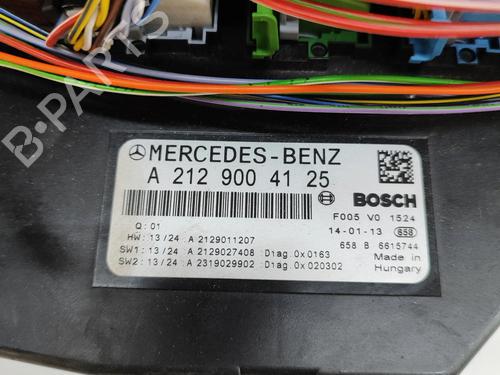 B-PARTS
MERCEDES-BENZ
A 212 900 41 25
BOSCH
Q: 01
F005 V0 1524
HW: 13/24 A 2129011207
14-01-13 658
SW1: 13/24 A 2129027408 Diag.0x0163
658 B 6615744
SW2: 13/24 A 2319029902 Diag.0x020302
Made in
Hungary